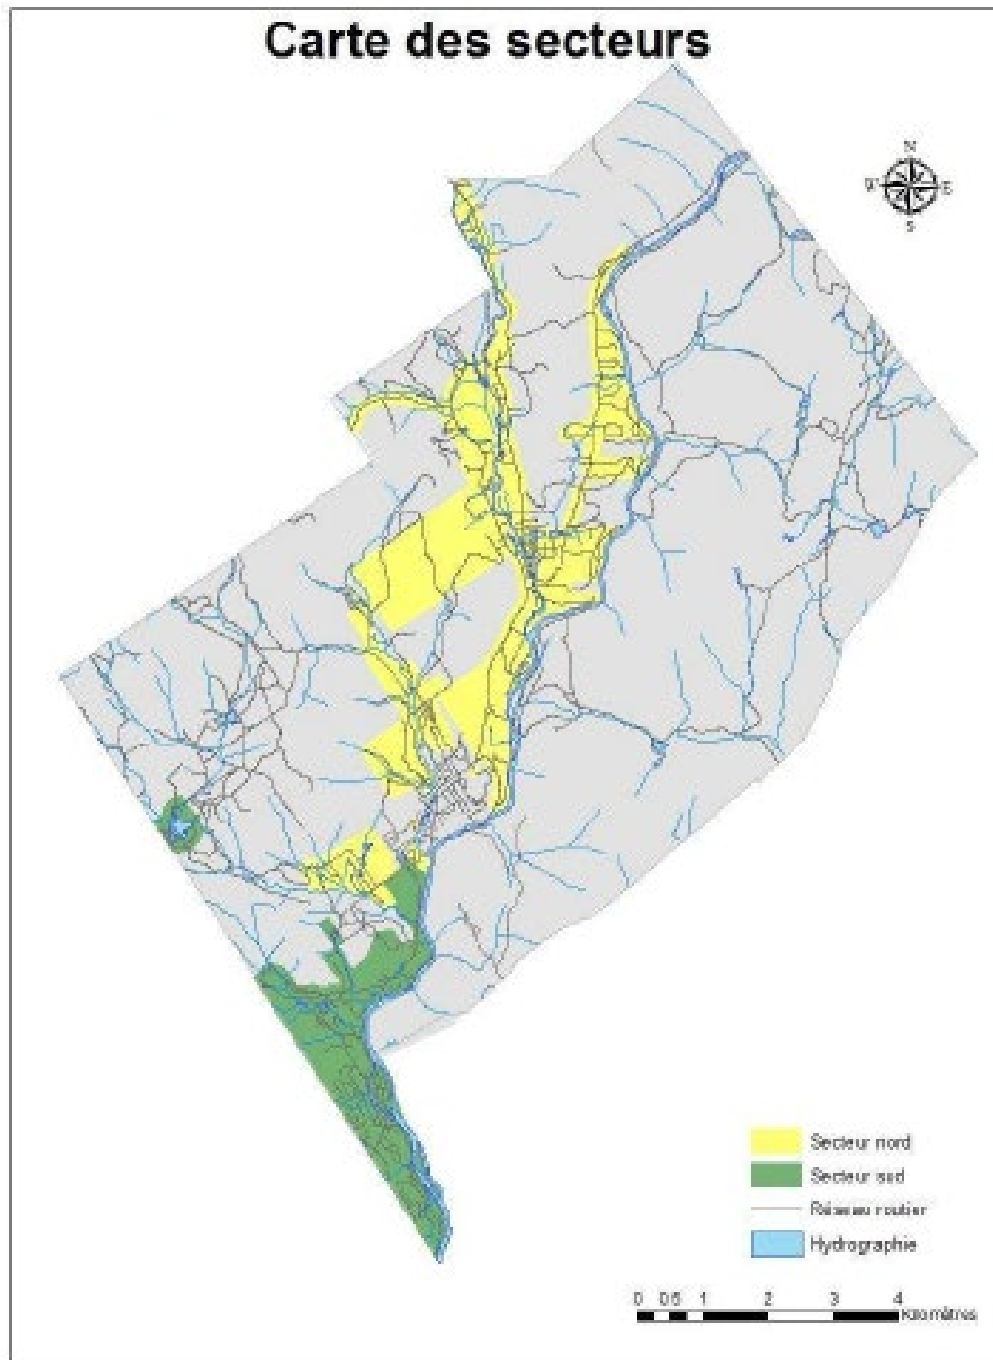 Carte des secteurs
N
W E
S
Secteur nord
Secteur sud
Réseau routier
Hydrographie
0 0.5 1 2 3 4
Kilomètres